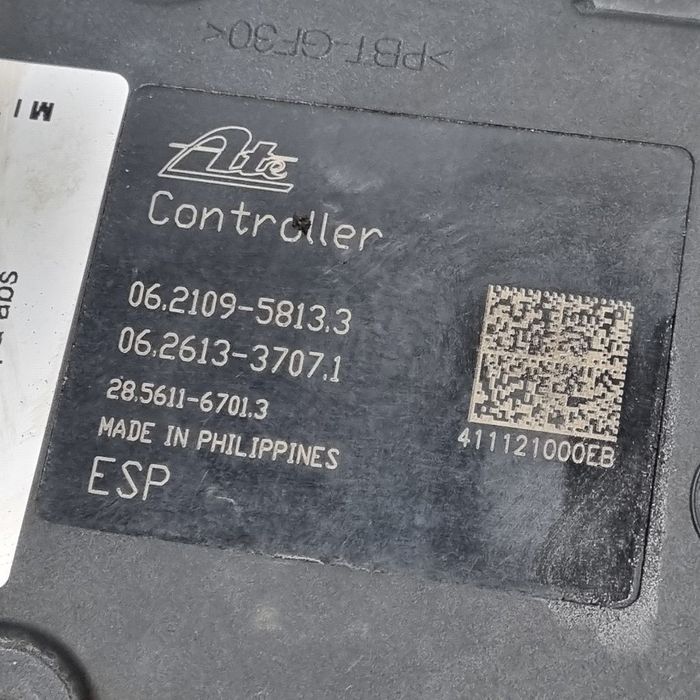 >PBT-GF30<
M I
abs
Ate
Controller
06.2109-5813.3
06.2613-3707.1
28.5611-6701.3
MADE IN PHILIPPINES
ESP
411121000EB